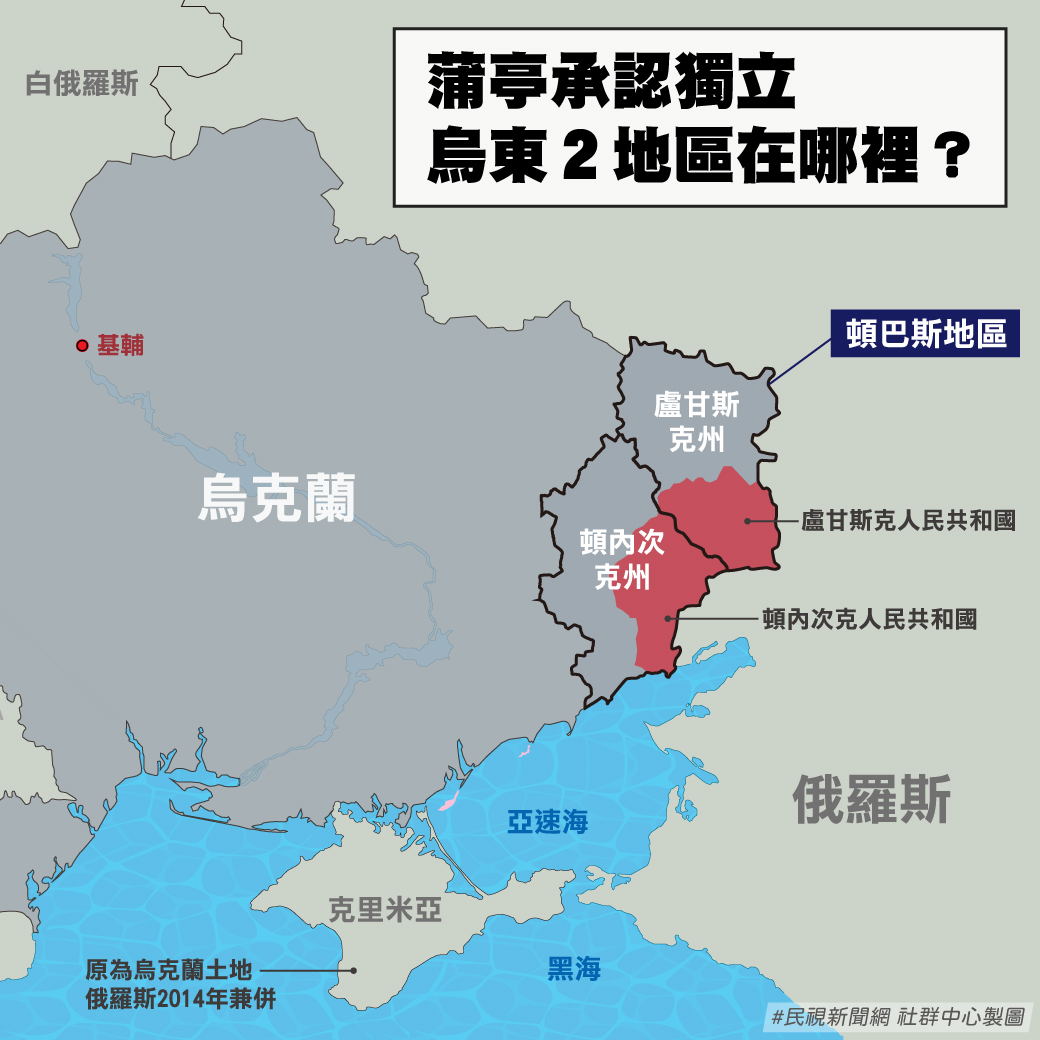 蒲亭承認獨立
烏東2地區在哪裡？
白俄羅斯
基輔
頓巴斯地區
盧甘斯
克州
烏克蘭
盧甘斯克人民共和國
頓內次
克州
頓內次克人民共和國
俄羅斯
亞速海
克里米亞
原為烏克蘭土地
俄羅斯2014年兼併
黑海
#民視新聞網 社群中心製圖